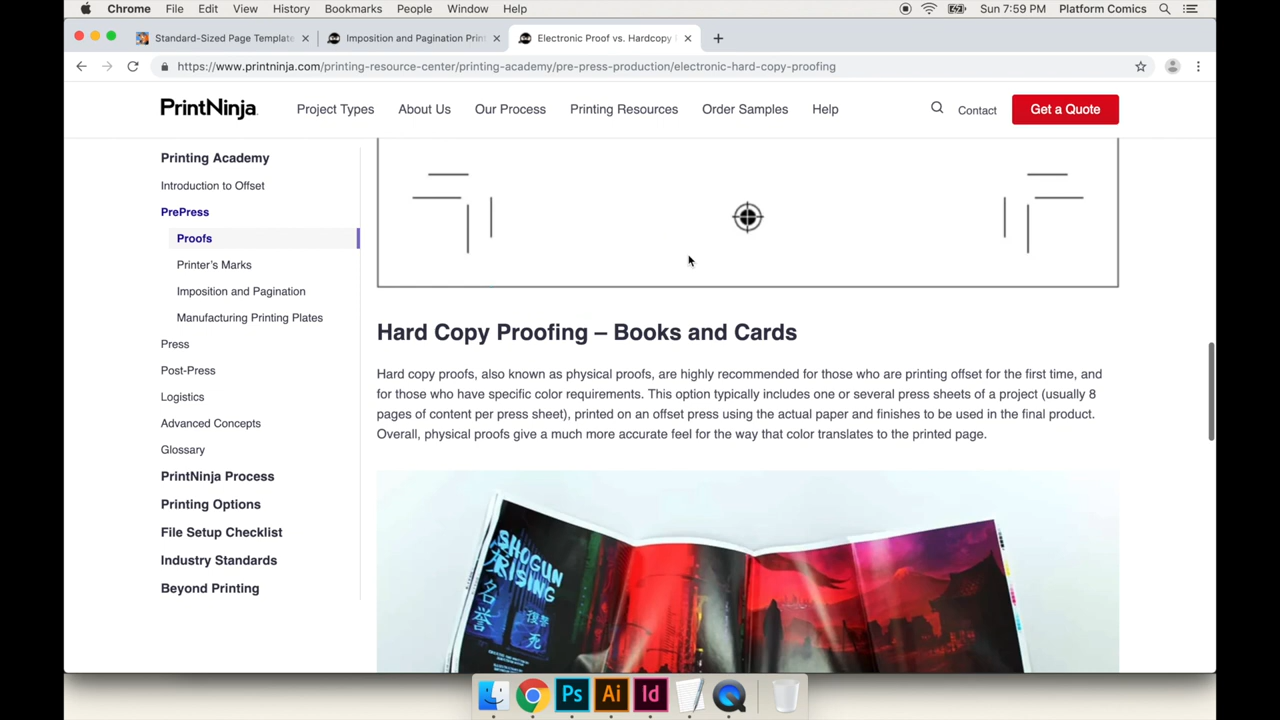 Chrome File Edit View History Bookmarks People Window Help Sun 7:59 PM Platform Comics
Standard-Sized Page Template
Imposition and Pagination Prin
Electronic Proof vs. Hardcopy
https://www.printninja.com/printing-resource-center/printing-academy/pre-press-production/electronic-hard-copy-proofing
PrintNinja Project Types About Us Our Process Printing Resources Order Samples Help Contact Get a Quote
Printing Academy
Introduction to Offset
PrePress
Proofs
Printer's Marks
Imposition and Pagination
Manufacturing Printing Plates
Press
Post-Press
Logistics
Advanced Concepts
Glossary
PrintNinja Process
Printing Options
File Setup Checklist
Industry Standards
Beyond Printing
Hard Copy Proofing – Books and Cards
Hard copy proofs, also known as physical proofs, are highly recommended for those who are printing offset for the first time, and
for those who have specific color requirements. This option typically includes one or several press sheets of a project (usually 8
pages of content per press sheet), printed on an offset press using the actual paper and finishes to be used in the final product.
Overall, physical proofs give a much more accurate feel for the way that color translates to the printed page.
SHOGUN
RISING
名誉
復讐
死
Ps Ai Id